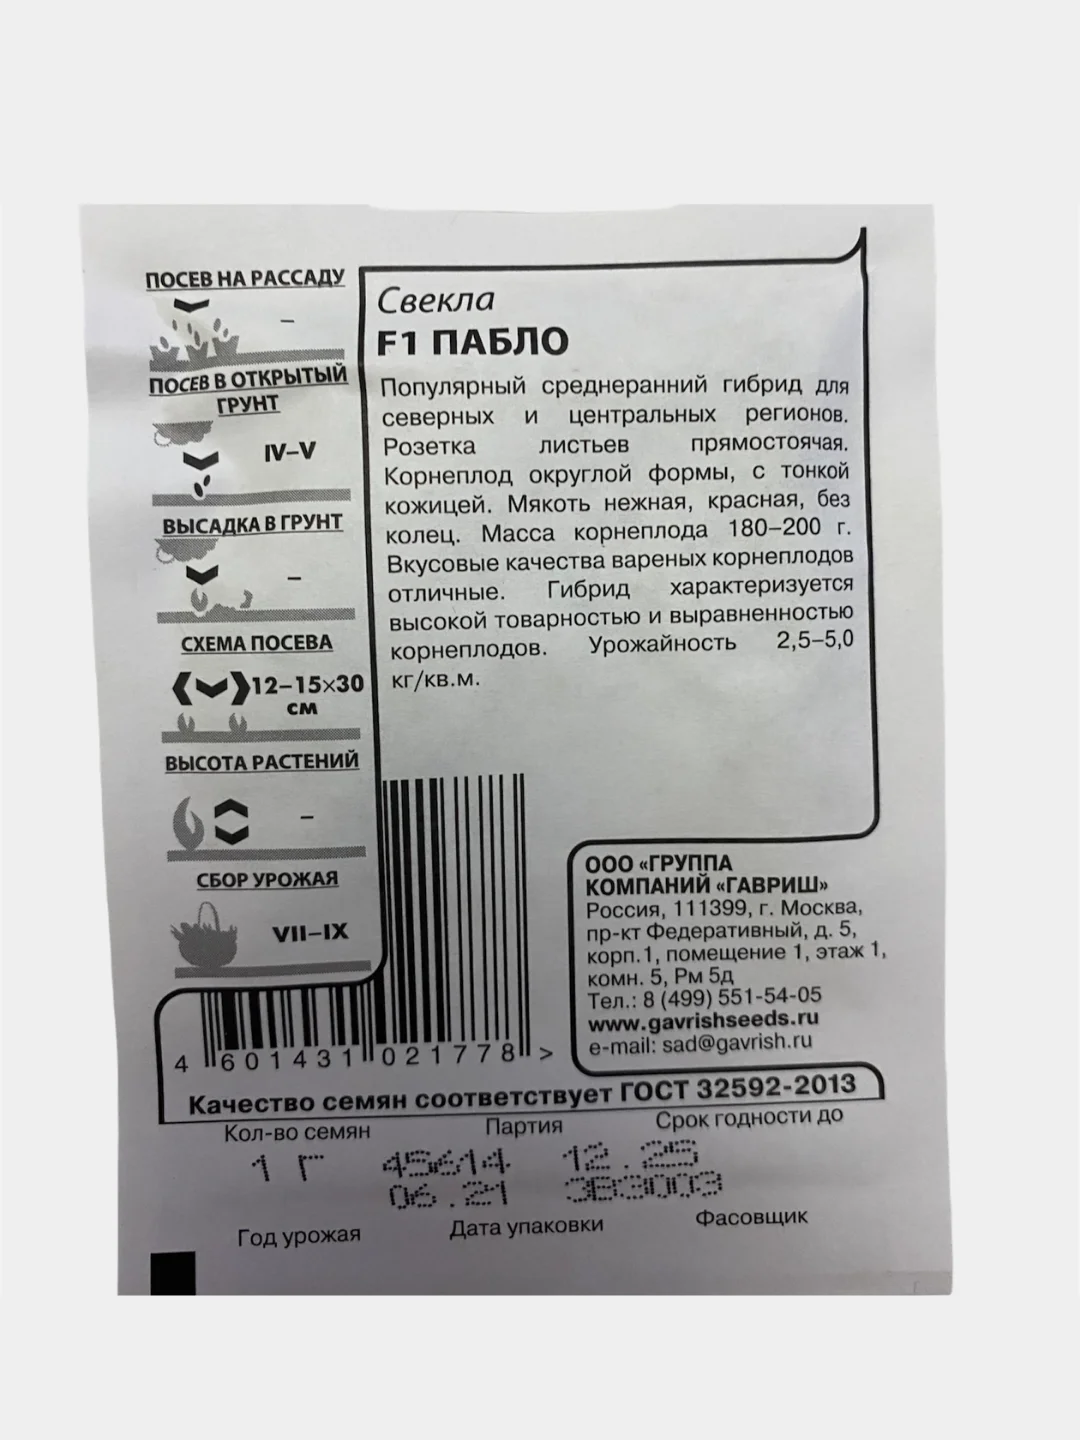 ПОСЕВ НА РАССАДУ
–
ПОСЕВ В ОТКРЫТЫЙ
ГРУНТ
IV–V
ВЫСАДКА В ГРУНТ
–
СХЕМА ПОСЕВА
12–15×30
см
ВЫСОТА РАСТЕНИЙ
–
СБОР УРОЖАЯ
VII–IX
Свекла
F1 ПАБЛО
Популярный среднеранний гибрид для
северных и центральных регионов.
Розетка листьев прямостоячая.
Корнеплод округлой формы, с тонкой
кожицей. Мякоть нежная, красная, без
колец. Масса корнеплода 180–200 г.
Вкусовые качества вареных корнеплодов
отличные. Гибрид характеризуется
высокой товарностью и выравненностью
корнеплодов. Урожайность 2,5–5,0
кг/кв.м.
ООО «ГРУППА
КОМПАНИЙ «ГАВРИШ»
Россия, 111399, г. Москва,
пр-кт Федеративный, д. 5,
корп.1, помещение 1, этаж 1,
комн. 5, Рм 5д
Тел.: 8 (499) 551-54-05
www.gavrishseeds.ru
e-mail: sad@gavrish.ru
4 601431 021778 >
Качество семян соответствует ГОСТ 32592-2013
Кол-во семян Партия Срок годности до
1 Г 45614 12.25
06.21 3В3003
Год урожая Дата упаковки Фасовщик